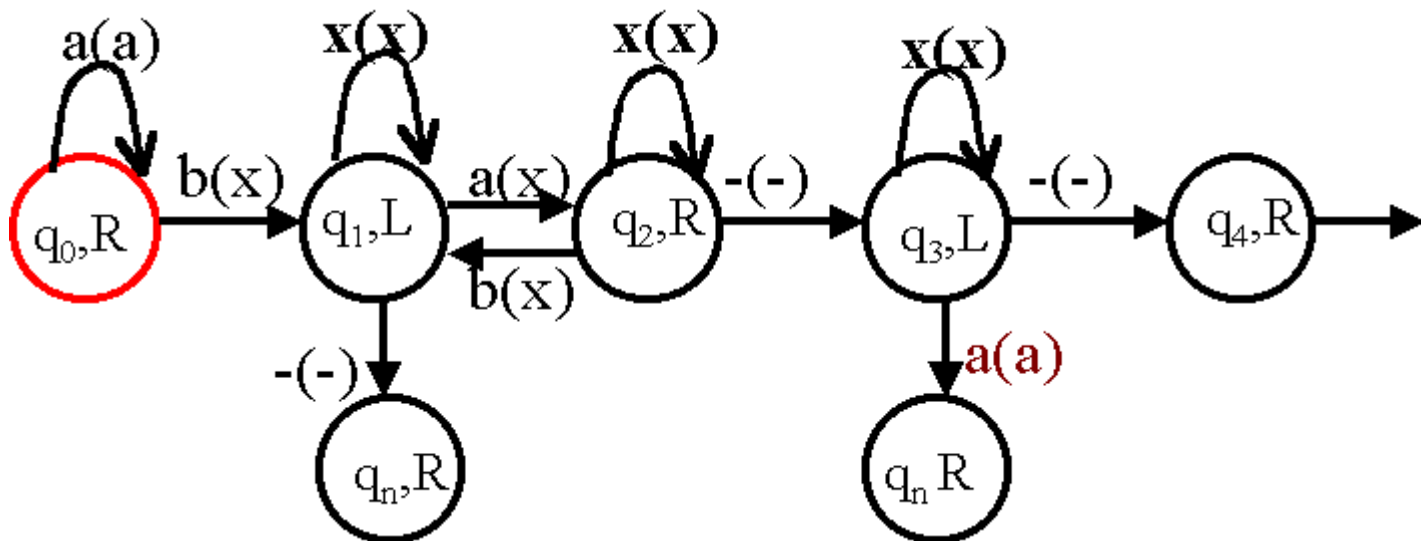 a(a) x(x) x(x) x(x)
b(x) a(x) -(-) -(-)
q₀,R q₁,L q₂,R q₃,L q₄,R
b(x)
-(-) a(a)
qₙ,R qₙ R